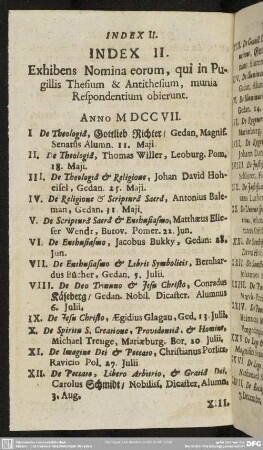 INDEX II.
INDEX II.
Exhibens Nomina eorum, qui in Pu-
gillis Thesium & Antithesium, munia
Respondentium obierunt.
ANNO MDCCVII.
I De Theologiâ, Gottlieb Richter/ Gedan, Magnif.
Senatûs Alumn. 11. Maji.
II. De Theologiâ, Thomas Willer, Leoburg. Pom,
18. Maji.
III. De Theologiâ & Religione, Johan David Ho-
eisel, Gedan. 25. Maji.
IV. De Religione & Scripturâ Sacrâ, Antonius Bale-
man, Gedan. 31 Maji.
V. De Scripturâ Sacrâ & Enthusiasmo, Matthæus Elie-
ser Wendt, Butov. Pomer. 21. Jun.
VI. De Enthusiasmo, Jacobus Bukky, Gedan: 28.
Jun.
VII. De Enthusiasmo & Libris Symbolicis, Bernhar-
dus Bücher, Gedan, 5. Julii.
VIII. De Deo Trunno & Jesu Christo, Conradus
Käseberg/ Gedan. Nobil. Dicaster. Alumnus
6. Julii,
IX. De Jesu Christo, Ægidius Glagau, Ged, 13. Julii,
X. De Spiritu S. Creatione, Providentiâ, & Homine,
Michael Treuge, Mariæburg. Bor. 20 Julii,
XI. De Imagine Dei & Peccato, Christianus Porsius,
Ravicio Pol. 27. Julii
XII. De Peccato, Libero Arbitrio, & Gratiâ Dei,
Carolus Schmidt/ Nobiliss, Dicaster, Alumn.
3. Aug,
XIII.